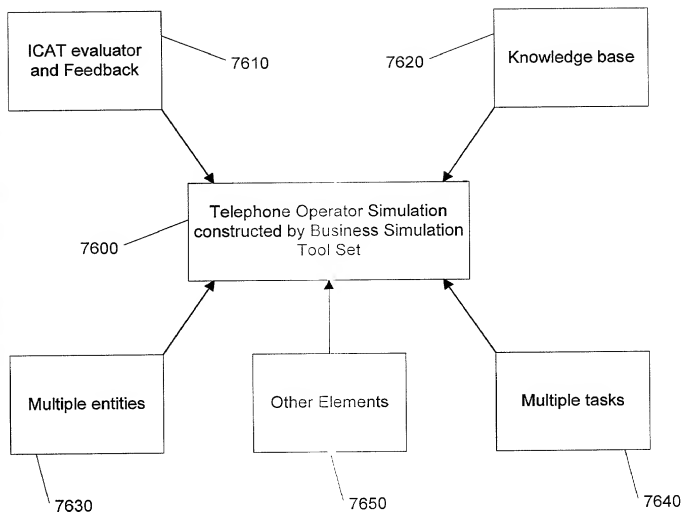 ICAT evaluator
and Feedback
7610
7620
Knowledge base
Telephone Operator Simulation
constructed by Business Simulation
Tool Set
7600
Multiple entities
Other Elements
Multiple tasks
7630
7650
7640